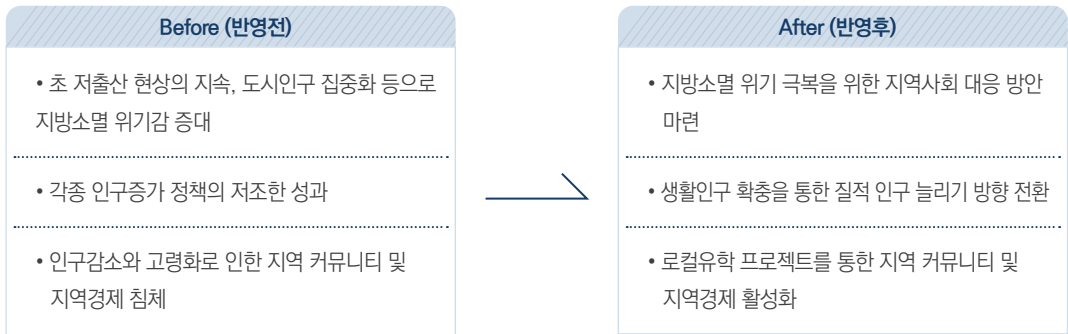 Before (반영전)
• 초 저출산 현상의 지속, 도시인구 집중화 등으로
지방소멸 위기감 증대
• 각종 인구증가 정책의 저조한 성과
• 인구감소와 고령화로 인한 지역 커뮤니티 및
지역경제 침체
After (반영후)
• 지방소멸 위기 극복을 위한 지역사회 대응 방안
마련
• 생활인구 확충을 통한 질적 인구 늘리기 방향 전환
• 로컬유학 프로젝트를 통한 지역 커뮤니티 및
지역경제 활성화